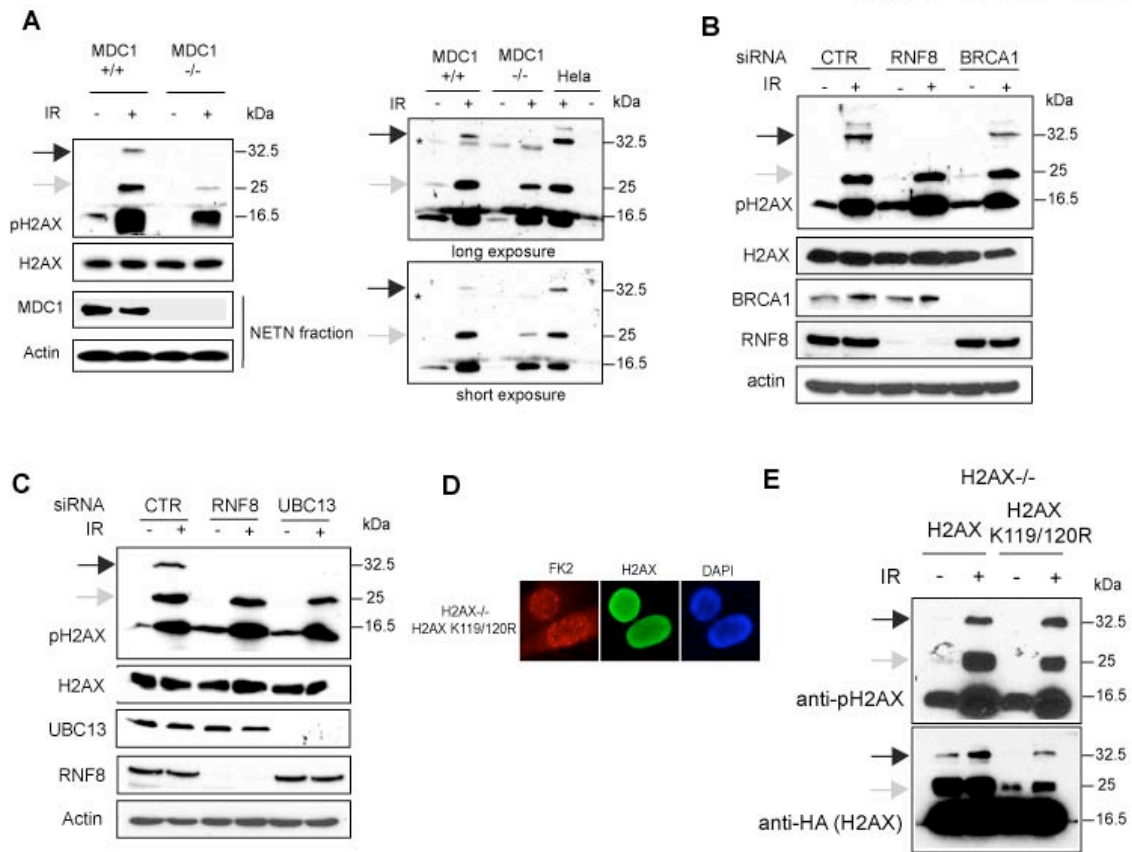 A
MDC1 +/+
MDC1 -/-
IR - + - + kDa
32.5
25
pH2AX
16.5
H2AX
MDC1
NETN fraction
Actin
MDC1 +/+
MDC1 -/-
Hela
IR - + - + + -
*
32.5
25
16.5
long exposure
*
32.5
25
16.5
short exposure
B
siRNA CTR RNF8 BRCA1
IR - + - + - +
kDa
32.5
25
pH2AX
16.5
H2AX
BRCA1
RNF8
actin
C
siRNA CTR RNF8 UBC13
IR - + - + - +
kDa
32.5
25
16.5
pH2AX
H2AX
UBC13
RNF8
Actin
D
FK2 H2AX DAPI
H2AX-/-
H2AX K119/120R
E
H2AX-/-
H2AX
H2AX K119/120R
IR - + - + kDa
32.5
25
anti-pH2AX
16.5
32.5
25
anti-HA (H2AX)
16.5